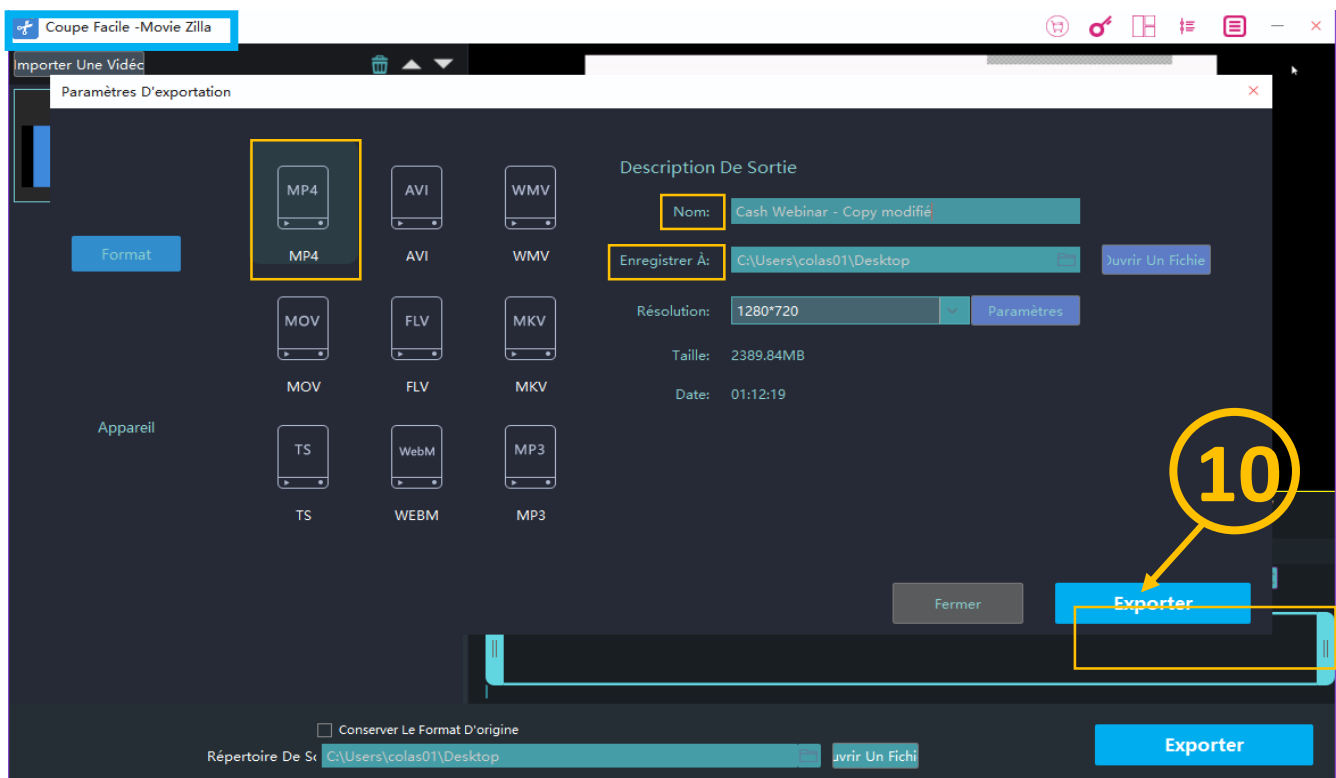 Coupe Facile -Movie Zilla
Importer Une Vidéc
Paramètres D'exportation
Format
Appareil
MP4
AVI
WMV
MP4
AVI
WMV
MOV
FLV
MKV
MOV
FLV
MKV
TS
WebM
MP3
TS
WEBM
MP3
Description De Sortie
Nom: Cash Webinar - Copy modifié
Enregistrer À: C:\Users\colas01\Desktop Ouvrir Un Fichie
Résolution: 1280*720 Paramètres
Taille: 2389.84MB
Date: 01:12:19
10
Fermer
Exporter
Conserver Le Format D'origine
Répertoire De So C:\Users\colas01\Desktop uvrir Un Fichi
Exporter